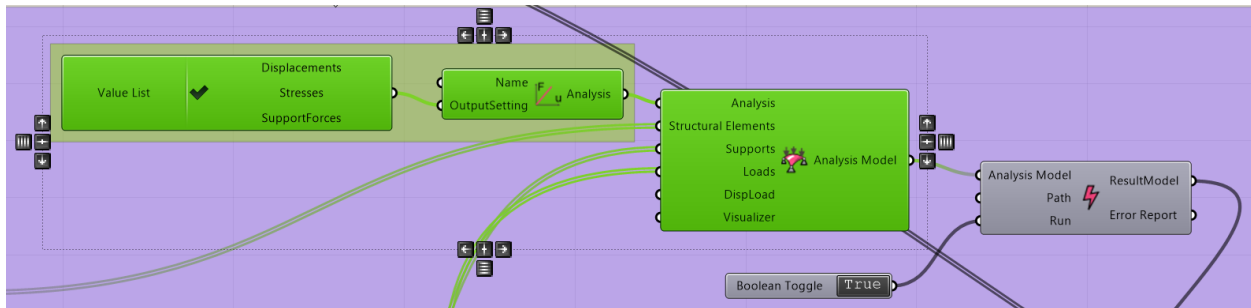 Value List
Displacements
Stresses
SupportForces
Name
OutputSetting
F
u
Analysis
Analysis
Structural Elements
Supports
Loads
DispLoad
Visualizer
Analysis Model
Analysis Model
Path
Run
ResultModel
Error Report
Boolean Toggle
True